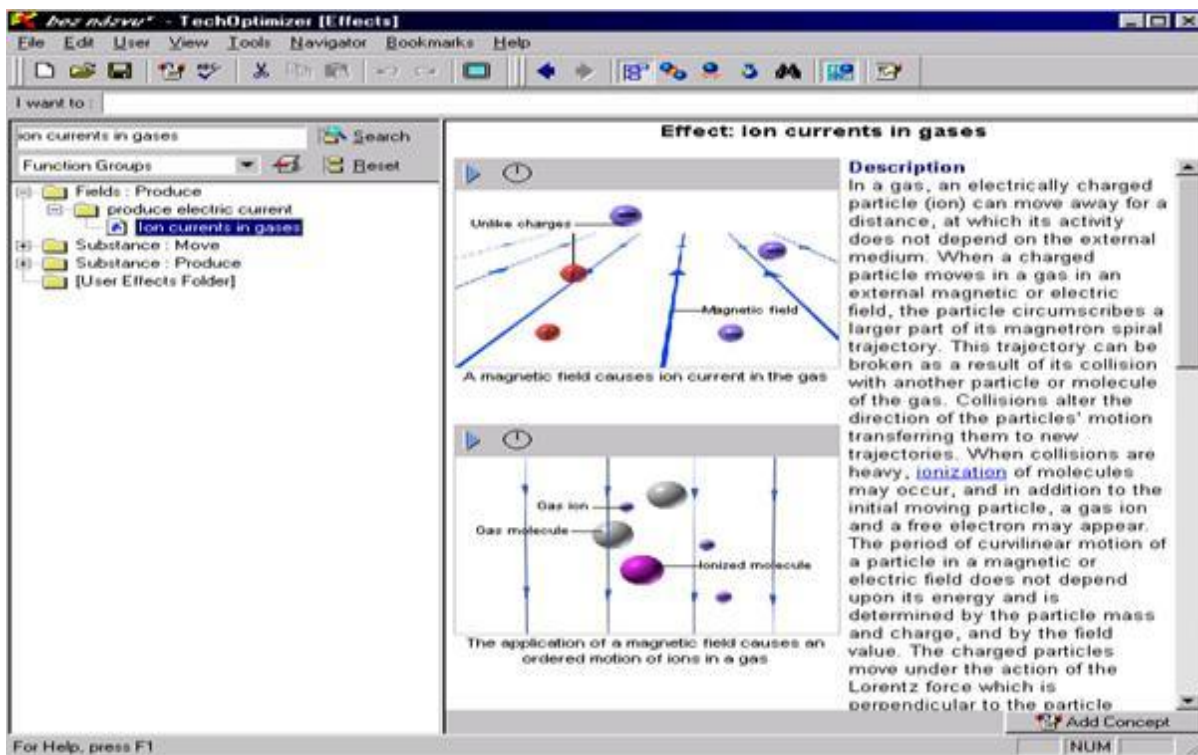 bez názvu* - TechOptimizer [Effects]
File Edit User View Tools Navigator Bookmarks Help
I want to :
ion currents in gases Search
Function Groups Reset
Fields : Produce
produce electric current
Ion currents in gases
Substance : Move
Substance : Produce
[User Effects Folder]
Effect: Ion currents in gases
Unlike charges
Magnetic field
A magnetic field causes ion current in the gas
Gas ion
Gas molecule
Ionized molecule
The application of a magnetic field causes an
ordered motion of ions in a gas
Description
In a gas, an electrically charged
particle (ion) can move away for a
distance, at which its activity
does not depend on the external
medium. When a charged
particle moves in a gas in an
external magnetic or electric
field, the particle circumscribes a
larger part of its magnetron spiral
trajectory. This trajectory can be
broken as a result of its collision
with another particle or molecule
of the gas. Collisions alter the
direction of the particles' motion
transferring them to new
trajectories. When collisions are
heavy, ionization of molecules
may occur, and in addition to the
initial moving particle, a gas ion
and a free electron may appear.
The period of curvilinear motion of
a particle in a magnetic or
electric field does not depend
upon its energy and is
determined by the particle mass
and charge, and by the field
value. The charged particles
move under the action of the
Lorentz force which is
perpendicular to the particle
Add Concept
For Help, press F1 NUM